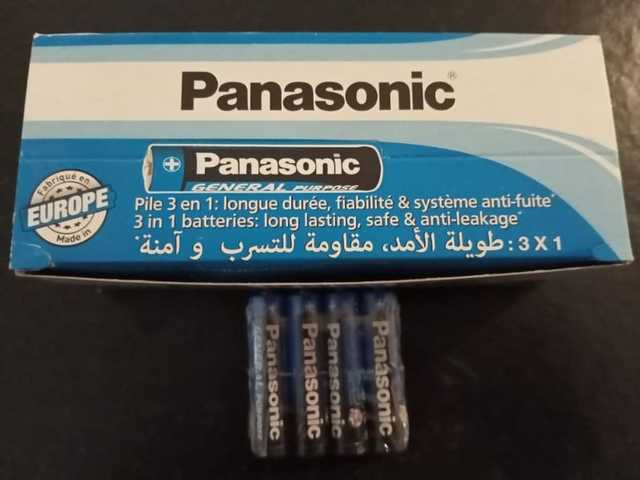 Panasonic®
Panasonic
GENERAL PURPOSE
Fabriqué en
EUROPE
Made in
Pile 3 en 1: longue durée, fiabilité & système anti-fuite*
3 in 1 batteries: long lasting, safe & anti-leakage*
3 X 1 : طويلة الأمد، مقاومة للتسرب و آمنة*
GENERAL PURPOSE
Panasonic
Panasonic
Panasonic
Panasonic